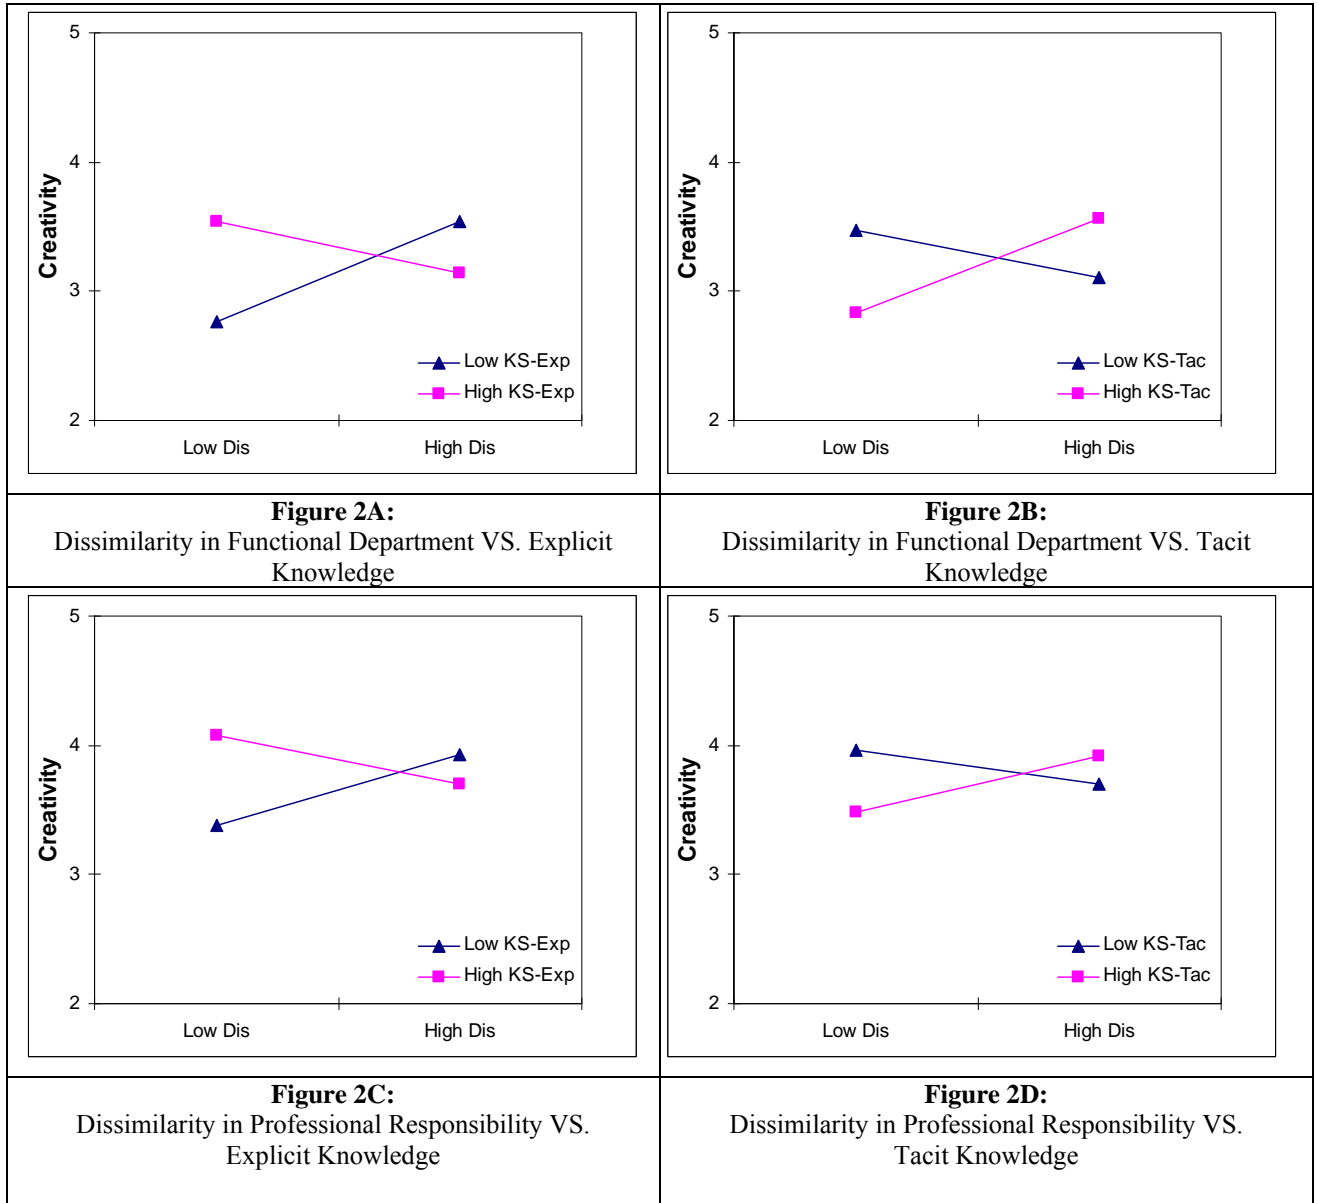 5
4
3
2
Creativity
Low Dis
High Dis
Low KS-Exp
High KS-Exp
Figure 2A:
Dissimilarity in Functional Department VS. Explicit
Knowledge
5
4
3
2
Creativity
Low Dis
High Dis
Low KS-Tac
High KS-Tac
Figure 2B:
Dissimilarity in Functional Department VS. Tacit
Knowledge
5
4
3
2
Creativity
Low Dis
High Dis
Low KS-Exp
High KS-Exp
Figure 2C:
Dissimilarity in Professional Responsibility VS.
Explicit Knowledge
5
4
3
2
Creativity
Low Dis
High Dis
Low KS-Tac
High KS-Tac
Figure 2D:
Dissimilarity in Professional Responsibility VS.
Tacit Knowledge